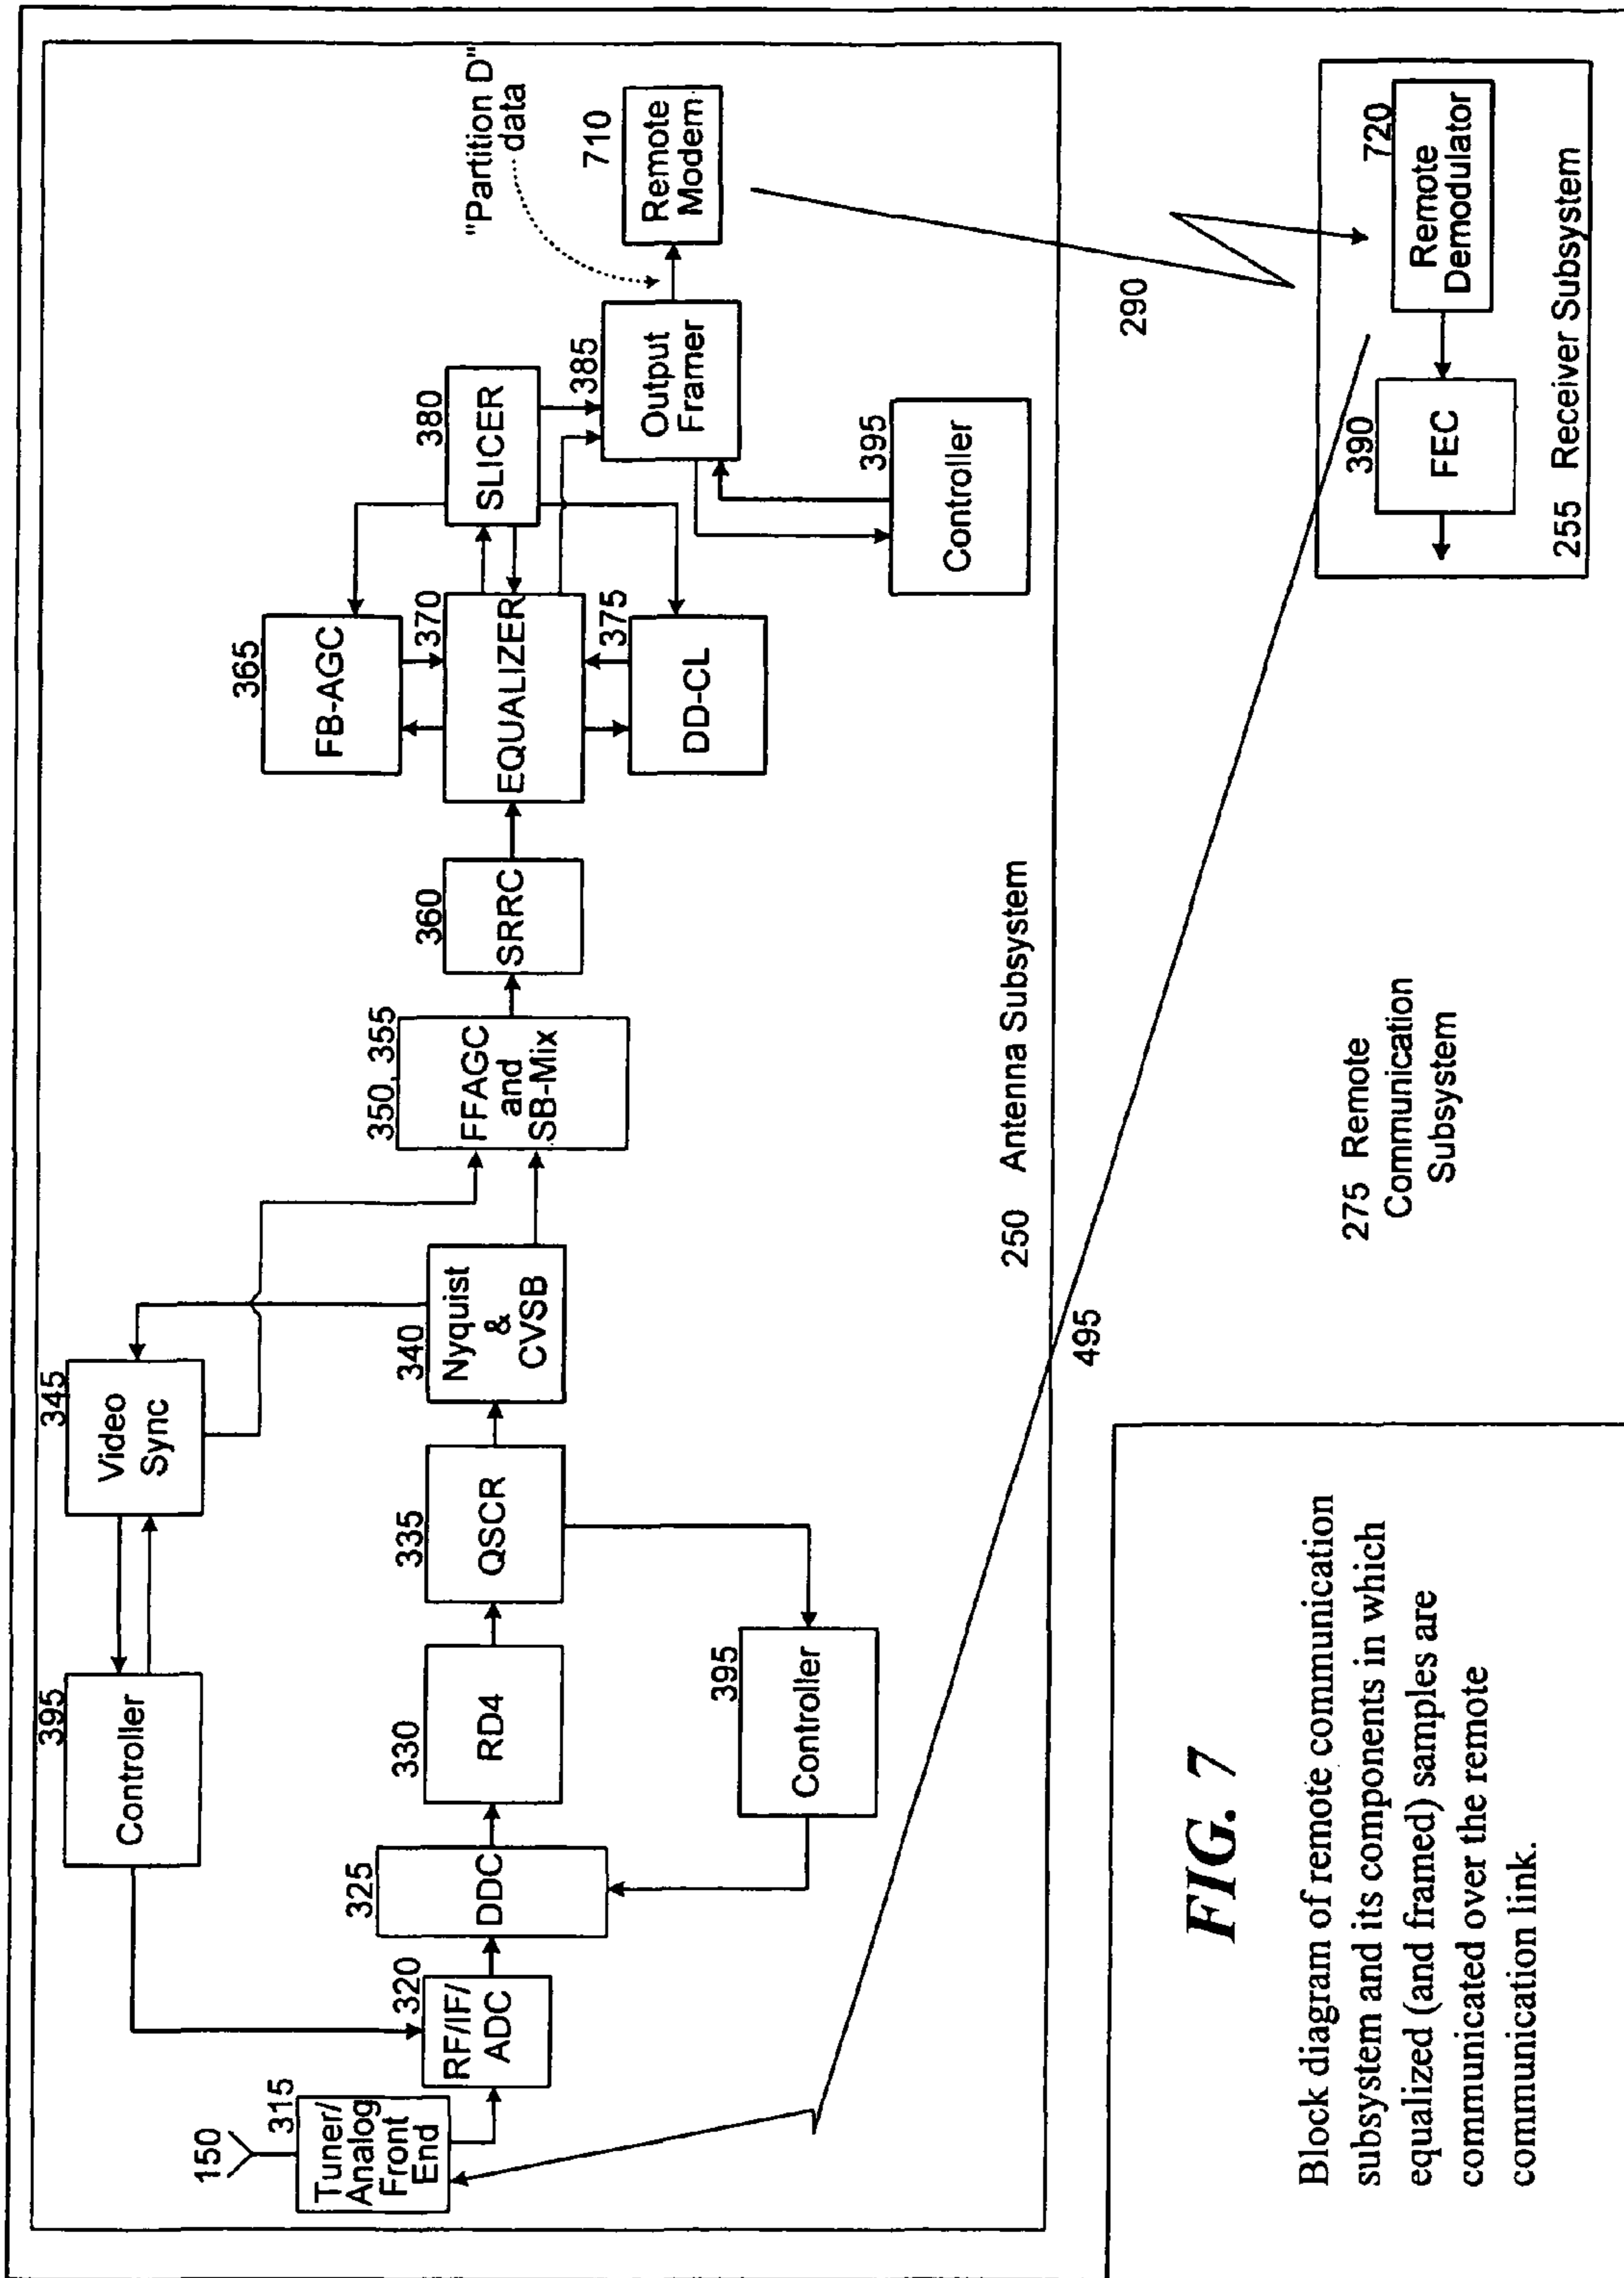 395
Controller
345
Video
Sync
150
315
Tuner/
Analog
Front
End
320
RF/IF/
ADC
325
DDC
330
RD4
335
QSCR
340
Nyquist
&
CVSB
350, 355
FFAGC
and
SB-Mix
360
SRRC
365
FB-AGC
370
EQUALIZER
375
DD-CL
380
SLICER
385
Output
Framer
"Partition D"
data
710
Remote
Modem
395
Controller
395
Controller
250 Antenna Subsystem
495
290
275 Remote
Communication
Subsystem
720
Remote
Demodulator
390
FEC
255 Receiver Subsystem
FIG. 7
Block diagram of remote communication
subsystem and its components in which
equalized (and framed) samples are
communicated over the remote
communication link.